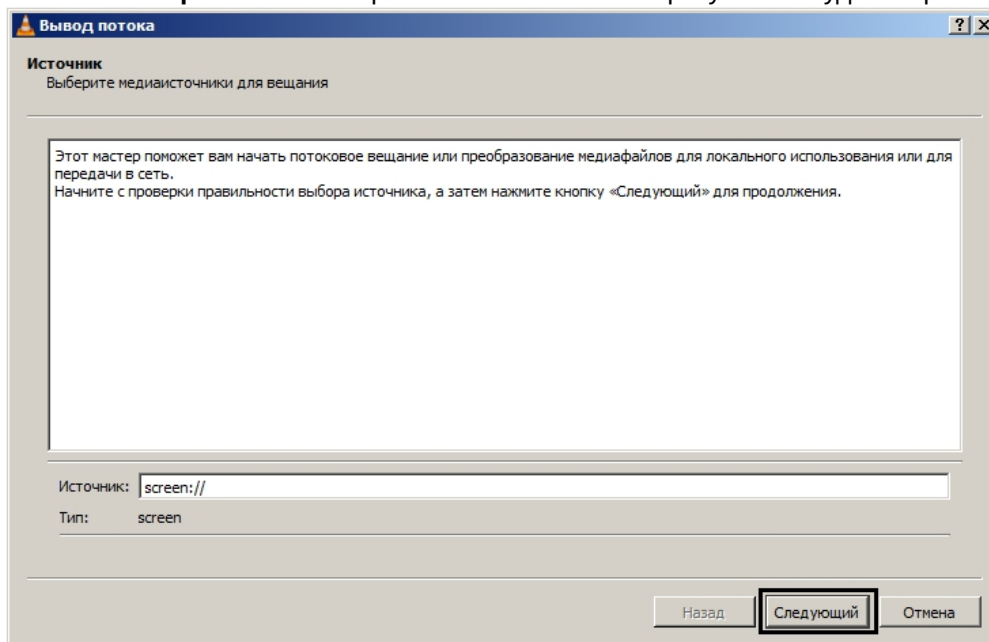 Вывод потока
Источник
Выберите медиаисточники для вещания
Этот мастер поможет вам начать потоковое вещание или преобразование медиафайлов для локального использования или для
передачи в сеть.
Начните с проверки правильности выбора источника, а затем нажмите кнопку «Следующий» для продолжения.
Источник: screen://
Тип: screen
Назад Следующий Отмена